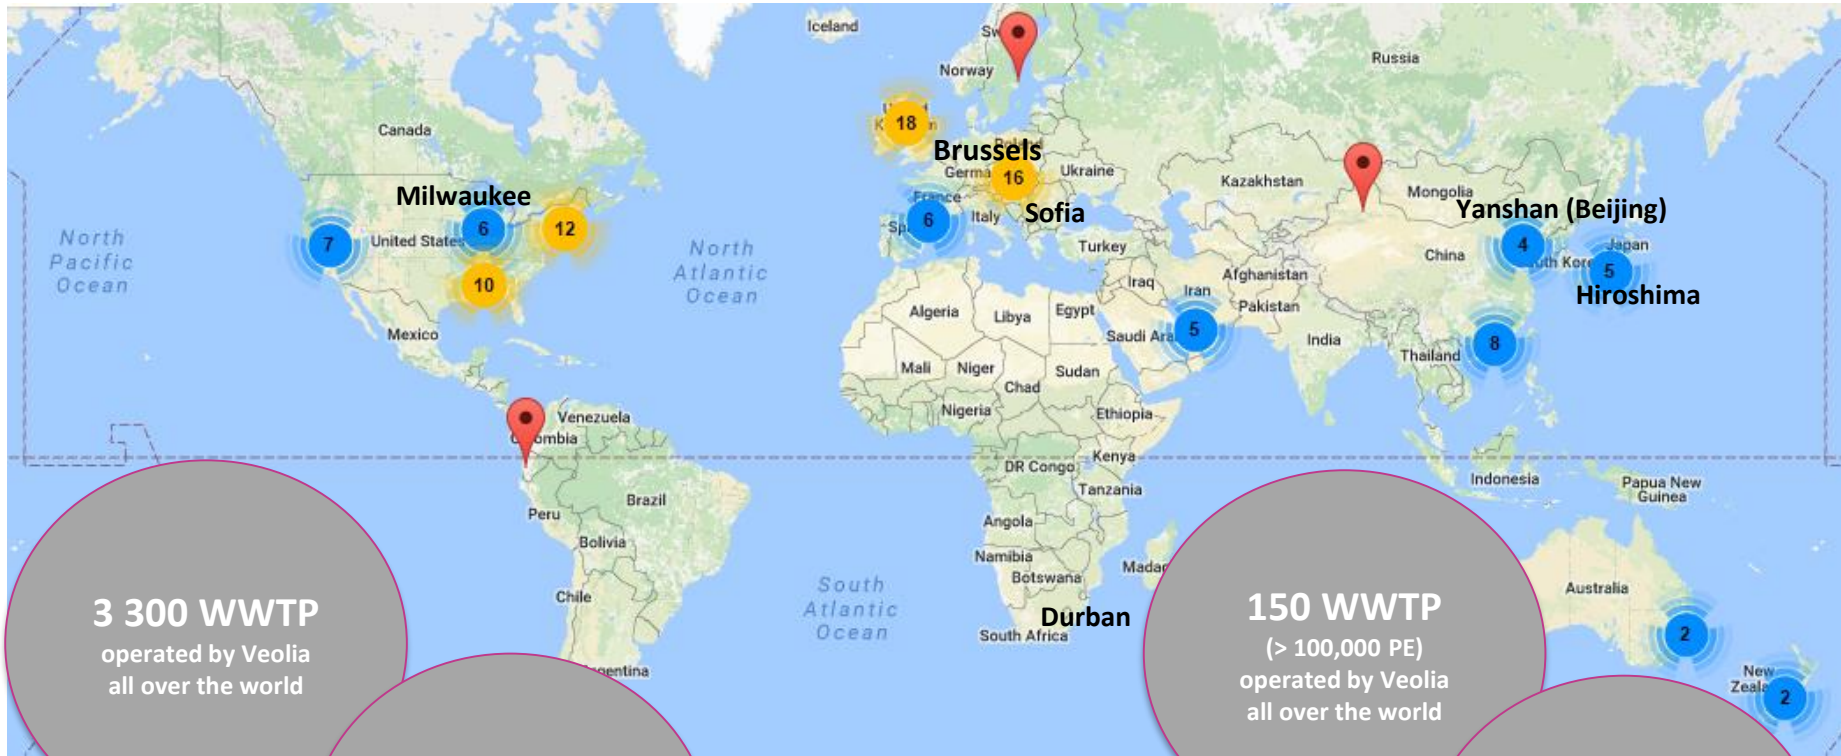 Iceland
Russia
Norway
18
Canada
Brussels
16
Ukraine
Kazakhstan
Mongolia
Milwaukee
France
Yanshan (Beijing)
Sofia
Italy
6
6
12
7
United States
North
Pacific
Ocean
North
Atlantic
Ocean
Turkey
China
4
Japan
5
10
Iraq
Iran
Afghanistan
Pakistan
Hiroshima
Algeria
Libya
Egypt
Mexico
5
India
8
Thailand
Mali
Niger
Chad
Sudan
Venezuela
Nigeria
Ethiopia
DR Congo
Kenya
Tanzania
Indonesia
Papua New
Guinea
Brazil
Peru
Angola
Bolivia
Namibia
Botswana
Chile
South
Atlantic
Ocean
Durban
South Africa
Australia
2
New
2
3 300 WWTP
operated by Veolia
all over the world
150 WWTP
(> 100,000 PE)
operated by Veolia
all over the world